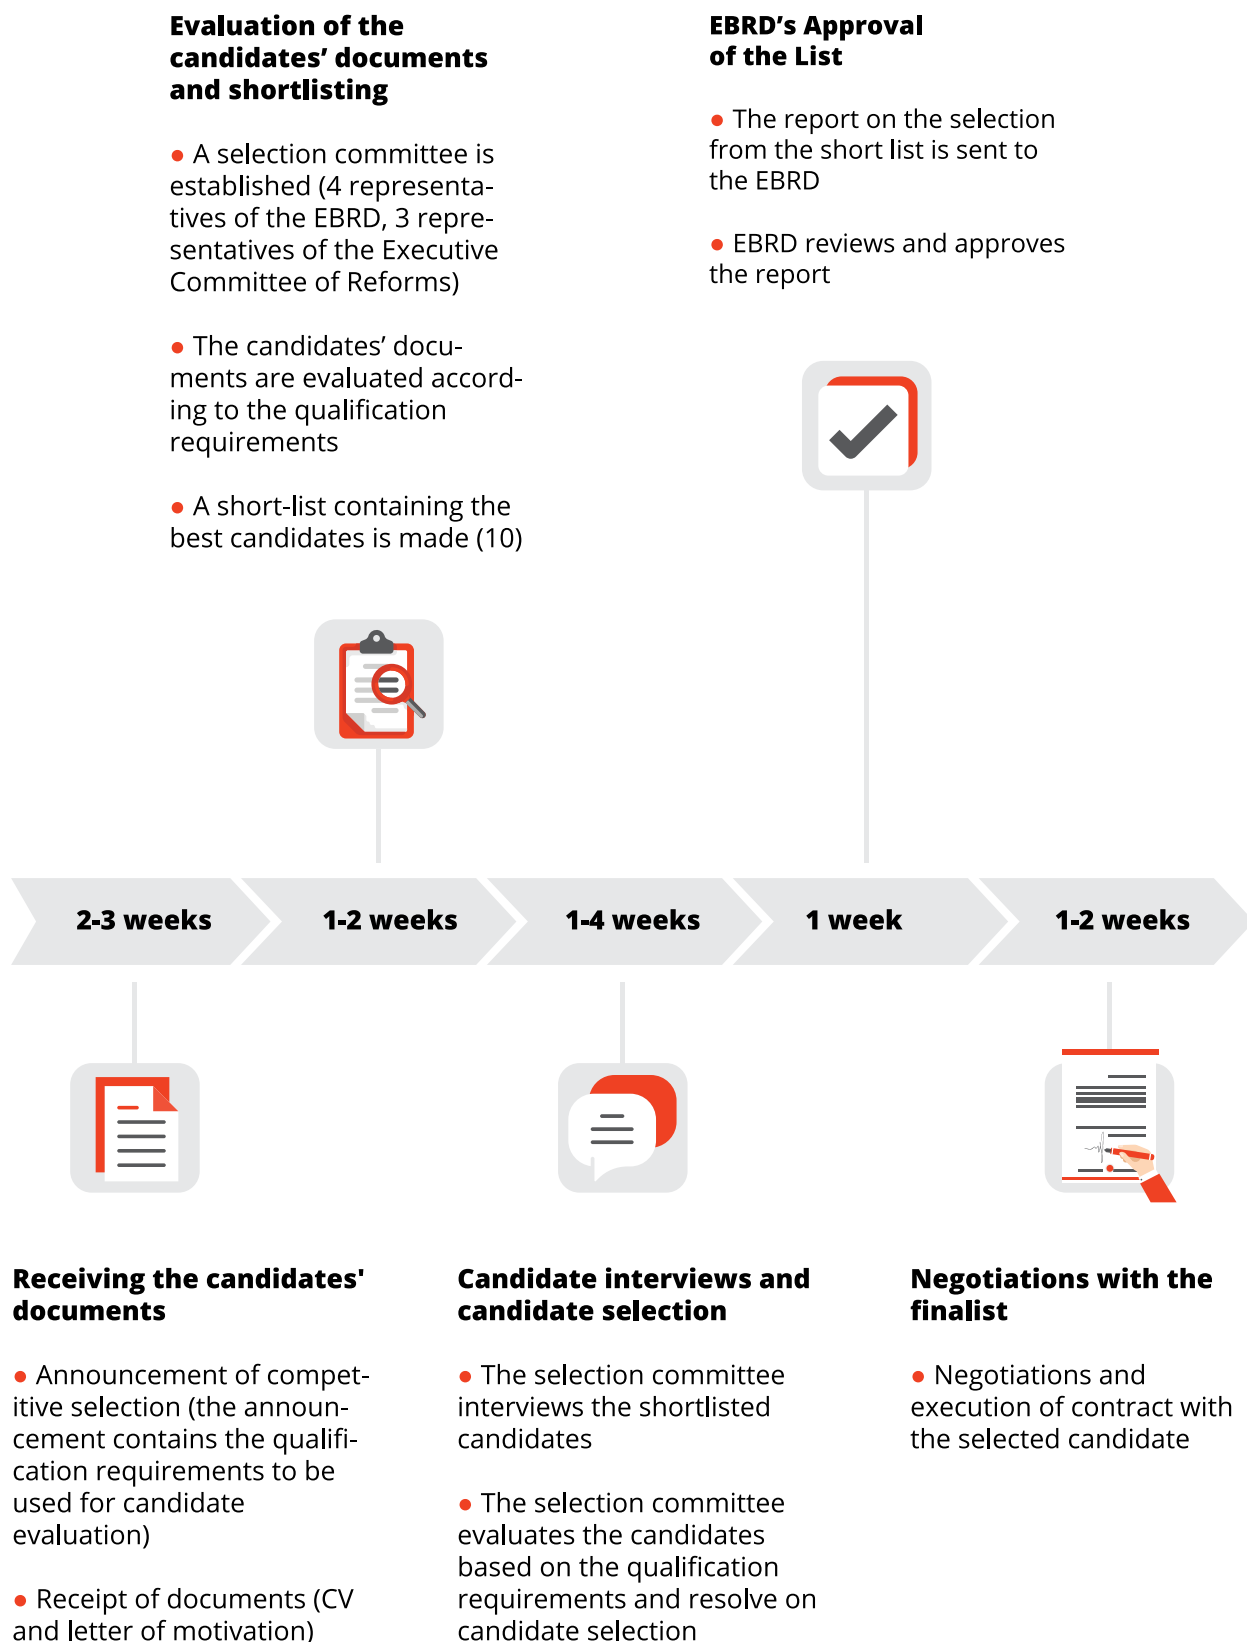 Evaluation of the
candidates’ documents
and shortlisting
● A selection committee is
established (4 representa-
tives of the EBRD, 3 repre-
sentatives of the Executive
Committee of Reforms)
● The candidates’ docu-
ments are evaluated accord-
ing to the qualification
requirements
● A short-list containing the
best candidates is made (10)
EBRD’s Approval
of the List
● The report on the selection
from the short list is sent to
the EBRD
● EBRD reviews and approves
the report
2-3 weeks
1-2 weeks
1-4 weeks
1 week
1-2 weeks
Receiving the candidates'
documents
● Announcement of compet-
itive selection (the announ-
cement contains the qualifi-
cation requirements to be
used for candidate
evaluation)
● Receipt of documents (CV
and letter of motivation)
Candidate interviews and
candidate selection
● The selection committee
interviews the shortlisted
candidates
● The selection committee
evaluates the candidates
based on the qualification
requirements and resolve on
candidate selection
Negotiations with the
finalist
● Negotiations and
execution of contract with
the selected candidate